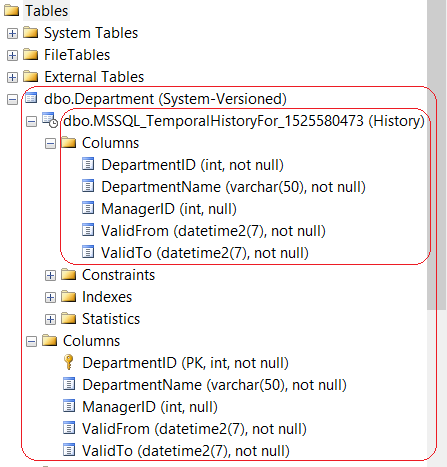 Tables
System Tables
FileTables
External Tables
dbo.Department (System-Versioned)
dbo.MSSQL_TemporalHistoryFor_1525580473 (History)
Columns
DepartmentID (int, not null)
DepartmentName (varchar(50), not null)
ManagerID (int, null)
ValidFrom (datetime2(7), not null)
ValidTo (datetime2(7), not null)
Constraints
Indexes
Statistics
Columns
DepartmentID (PK, int, not null)
DepartmentName (varchar(50), not null)
ManagerID (int, null)
ValidFrom (datetime2(7), not null)
ValidTo (datetime2(7), not null)